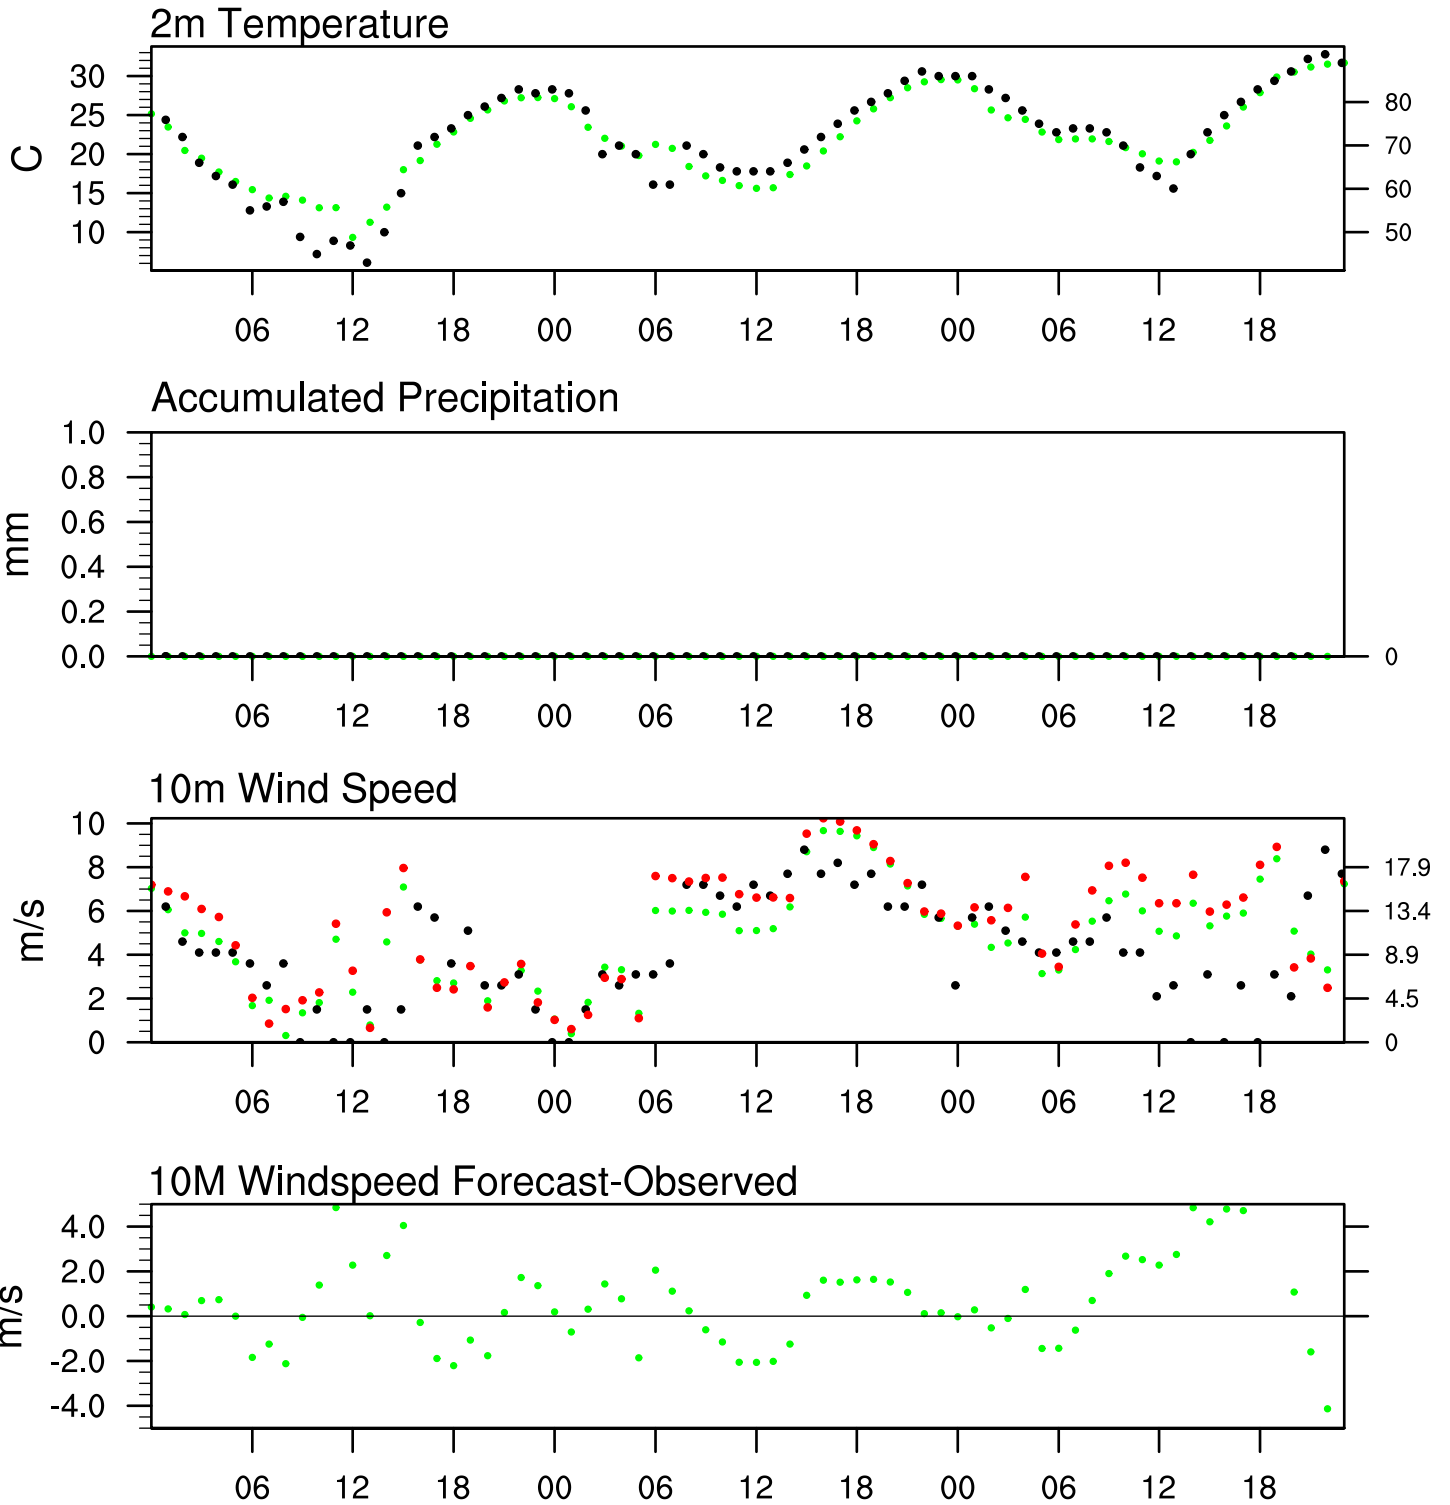 2m Temperature
C
30
25
20
15
10
80
70
60
50
06 12 18 00 06 12 18 00 06 12 18
Accumulated Precipitation
mm
1.0
0.8
0.6
0.4
0.2
0.0
0
06 12 18 00 06 12 18 00 06 12 18
10m Wind Speed
m/s
10
8
6
4
2
0
17.9
13.4
8.9
4.5
0
06 12 18 00 06 12 18 00 06 12 18
10M Windspeed Forecast-Observed
m/s
4.0
2.0
0.0
-2.0
-4.0
06 12 18 00 06 12 18 00 06 12 18